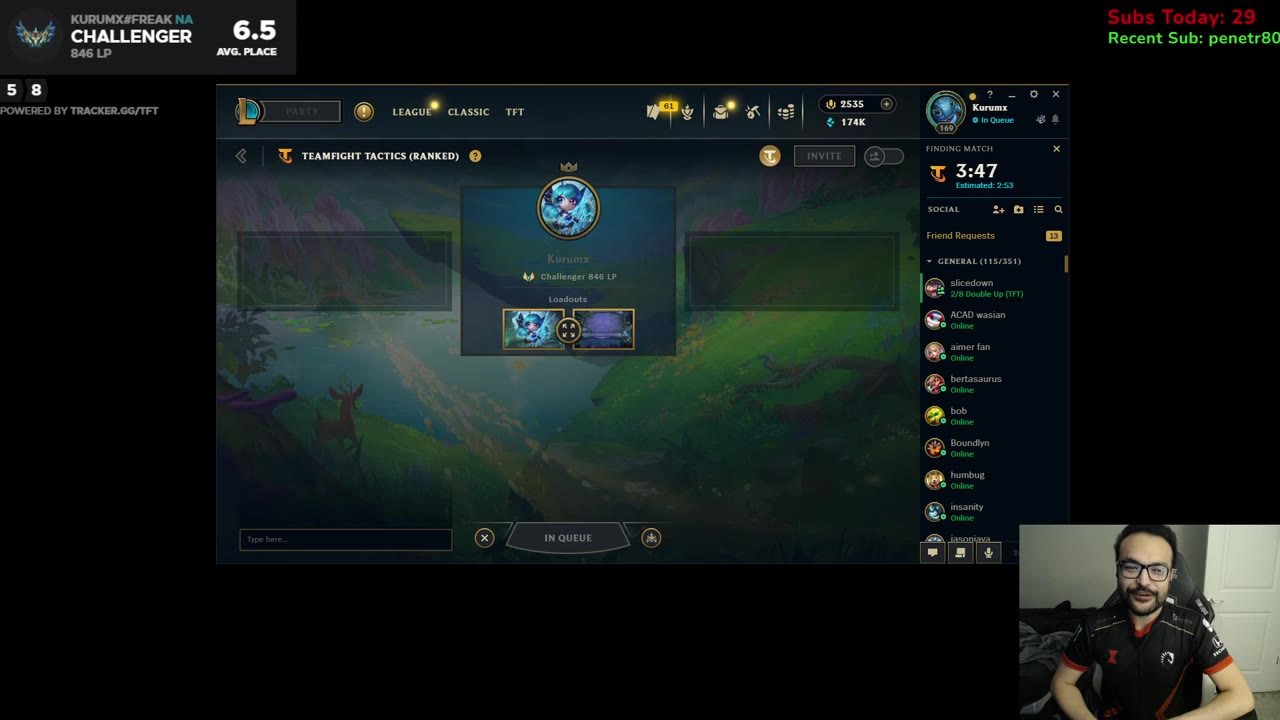 KURUMX#FREAK NA
CHALLENGER
846 LP
6.5
AVG. PLACE
5 8
POWERED BY TRACKER.GG/TFT
Subs Today: 29
Recent Sub: penetr80
PARTY
LEAGUE
CLASSIC
TFT
61
2535
174K
169
Kurumx
In Queue
TEAMFIGHT TACTICS (RANKED)
INVITE
FINDING MATCH
3:47
Estimated: 2:53
SOCIAL
Friend Requests
13
GENERAL (115/351)
slicedown
2/8 Double Up (TFT)
ACAD wasian
Online
aimer fan
Online
bertasaurus
Online
bob
Online
Boundlyn
Online
humbug
Online
insanity
Online
jasonjava
Kurumx
Challenger 846 LP
Loadouts
Type here...
IN QUEUE